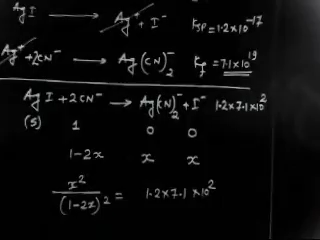 AgI ⟶ Ag⁺ + I⁻ Ksp = 1.2×10⁻¹⁷
Ag⁺ + 2CN⁻ ⟶ Ag(CN)₂⁻ Kf = 7.1×10¹⁹
AgI + 2CN⁻ ⟶ Ag(CN)₂⁻ + I⁻ 1.2×7.1×10²
(S) 1 0 0
1-2x x x
x²/(1-2x)² = 1.2×7.1×10²